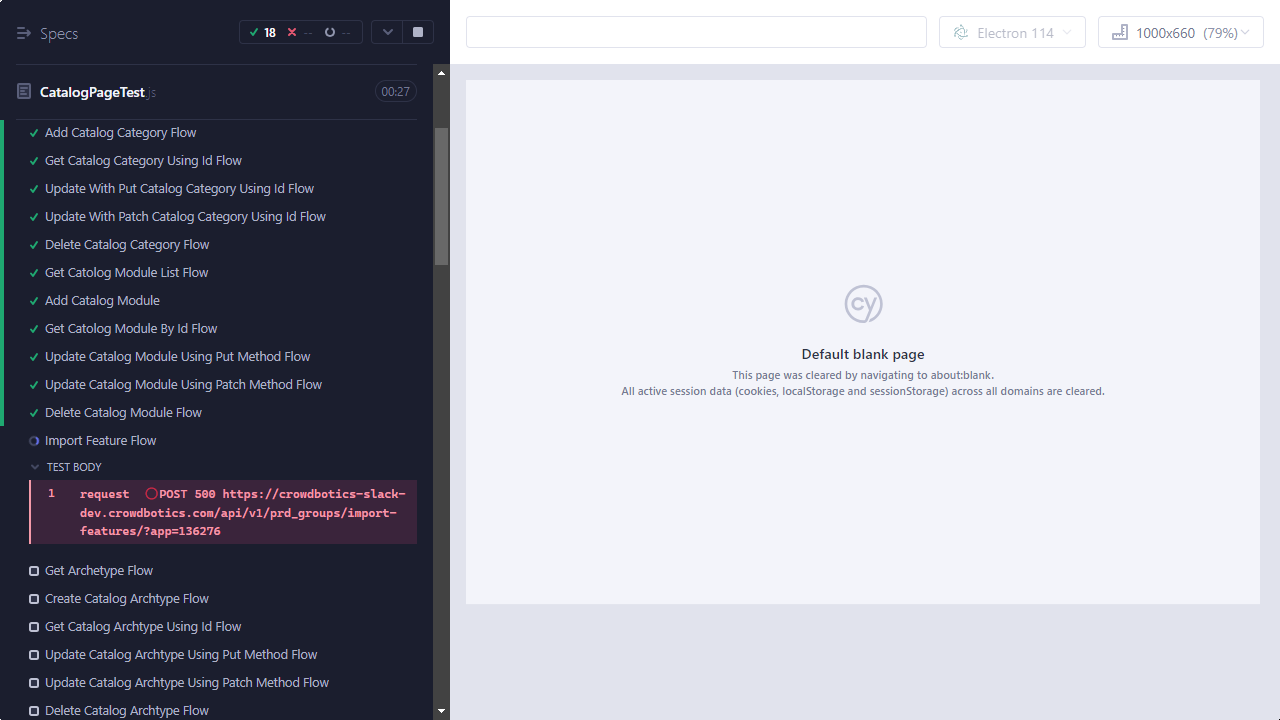 Specs
18
--
--
Electron 114
1000x660 (79%)
CatalogPageTest.js
00:27
Add Catalog Category Flow
Get Catalog Category Using Id Flow
Update With Put Catalog Category Using Id Flow
Update With Patch Catalog Category Using Id Flow
Delete Catalog Category Flow
Get Catolog Module List Flow
Add Catalog Module
Get Catolog Module By Id Flow
Update Catalog Module Using Put Method Flow
Update Catalog Module Using Patch Method Flow
Delete Catalog Module Flow
Import Feature Flow
TEST BODY
1 request POST 500 https://crowdbotics-slack-
dev.crowdbotics.com/api/v1/prd_groups/import-
features/?app=136276
Get Archetype Flow
Create Catalog Archtype Flow
Get Catalog Archtype Using Id Flow
Update Catalog Archtype Using Put Method Flow
Update Catalog Archtype Using Patch Method Flow
Delete Catalog Archtype Flow
cy
Default blank page
This page was cleared by navigating to about:blank.
All active session data (cookies, localStorage and sessionStorage) across all domains are cleared.